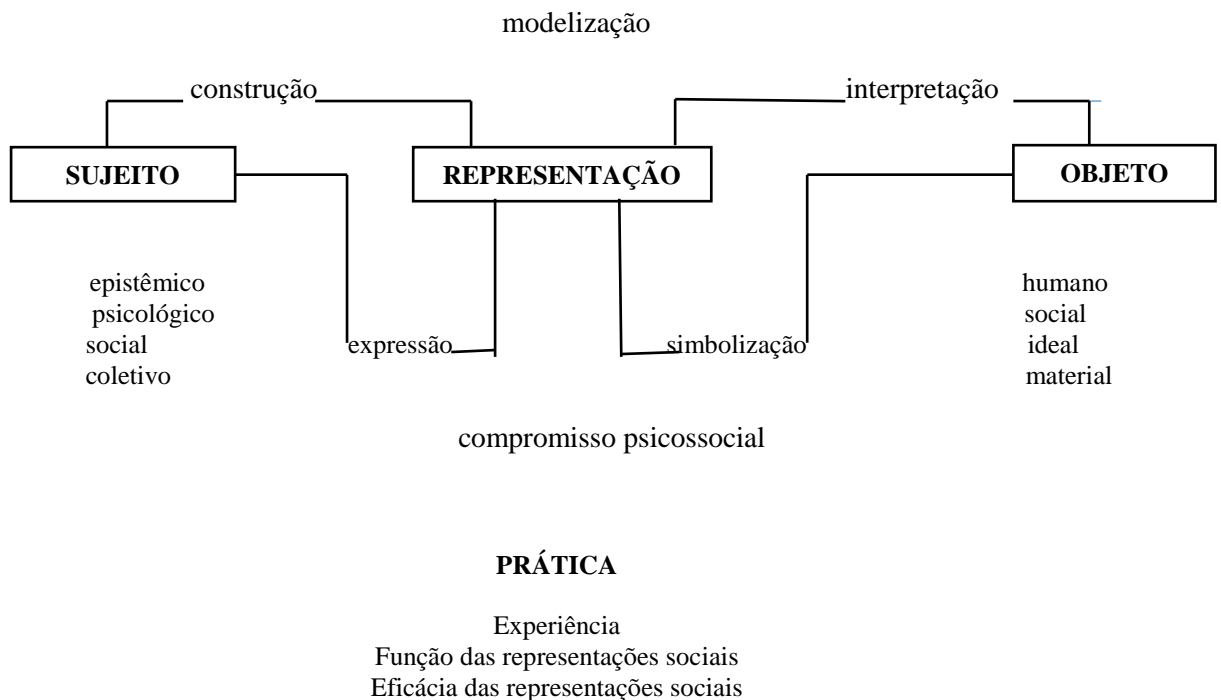 modelização
construção
interpretação
SUJEITO
REPRESENTAÇÃO
OBJETO
epistêmico
psicológico
social
coletivo
expressão
simbolização
humano
social
ideal
material
compromisso psicossocial
PRÁTICA
Experiência
Função das representações sociais
Eficácia das representações sociais